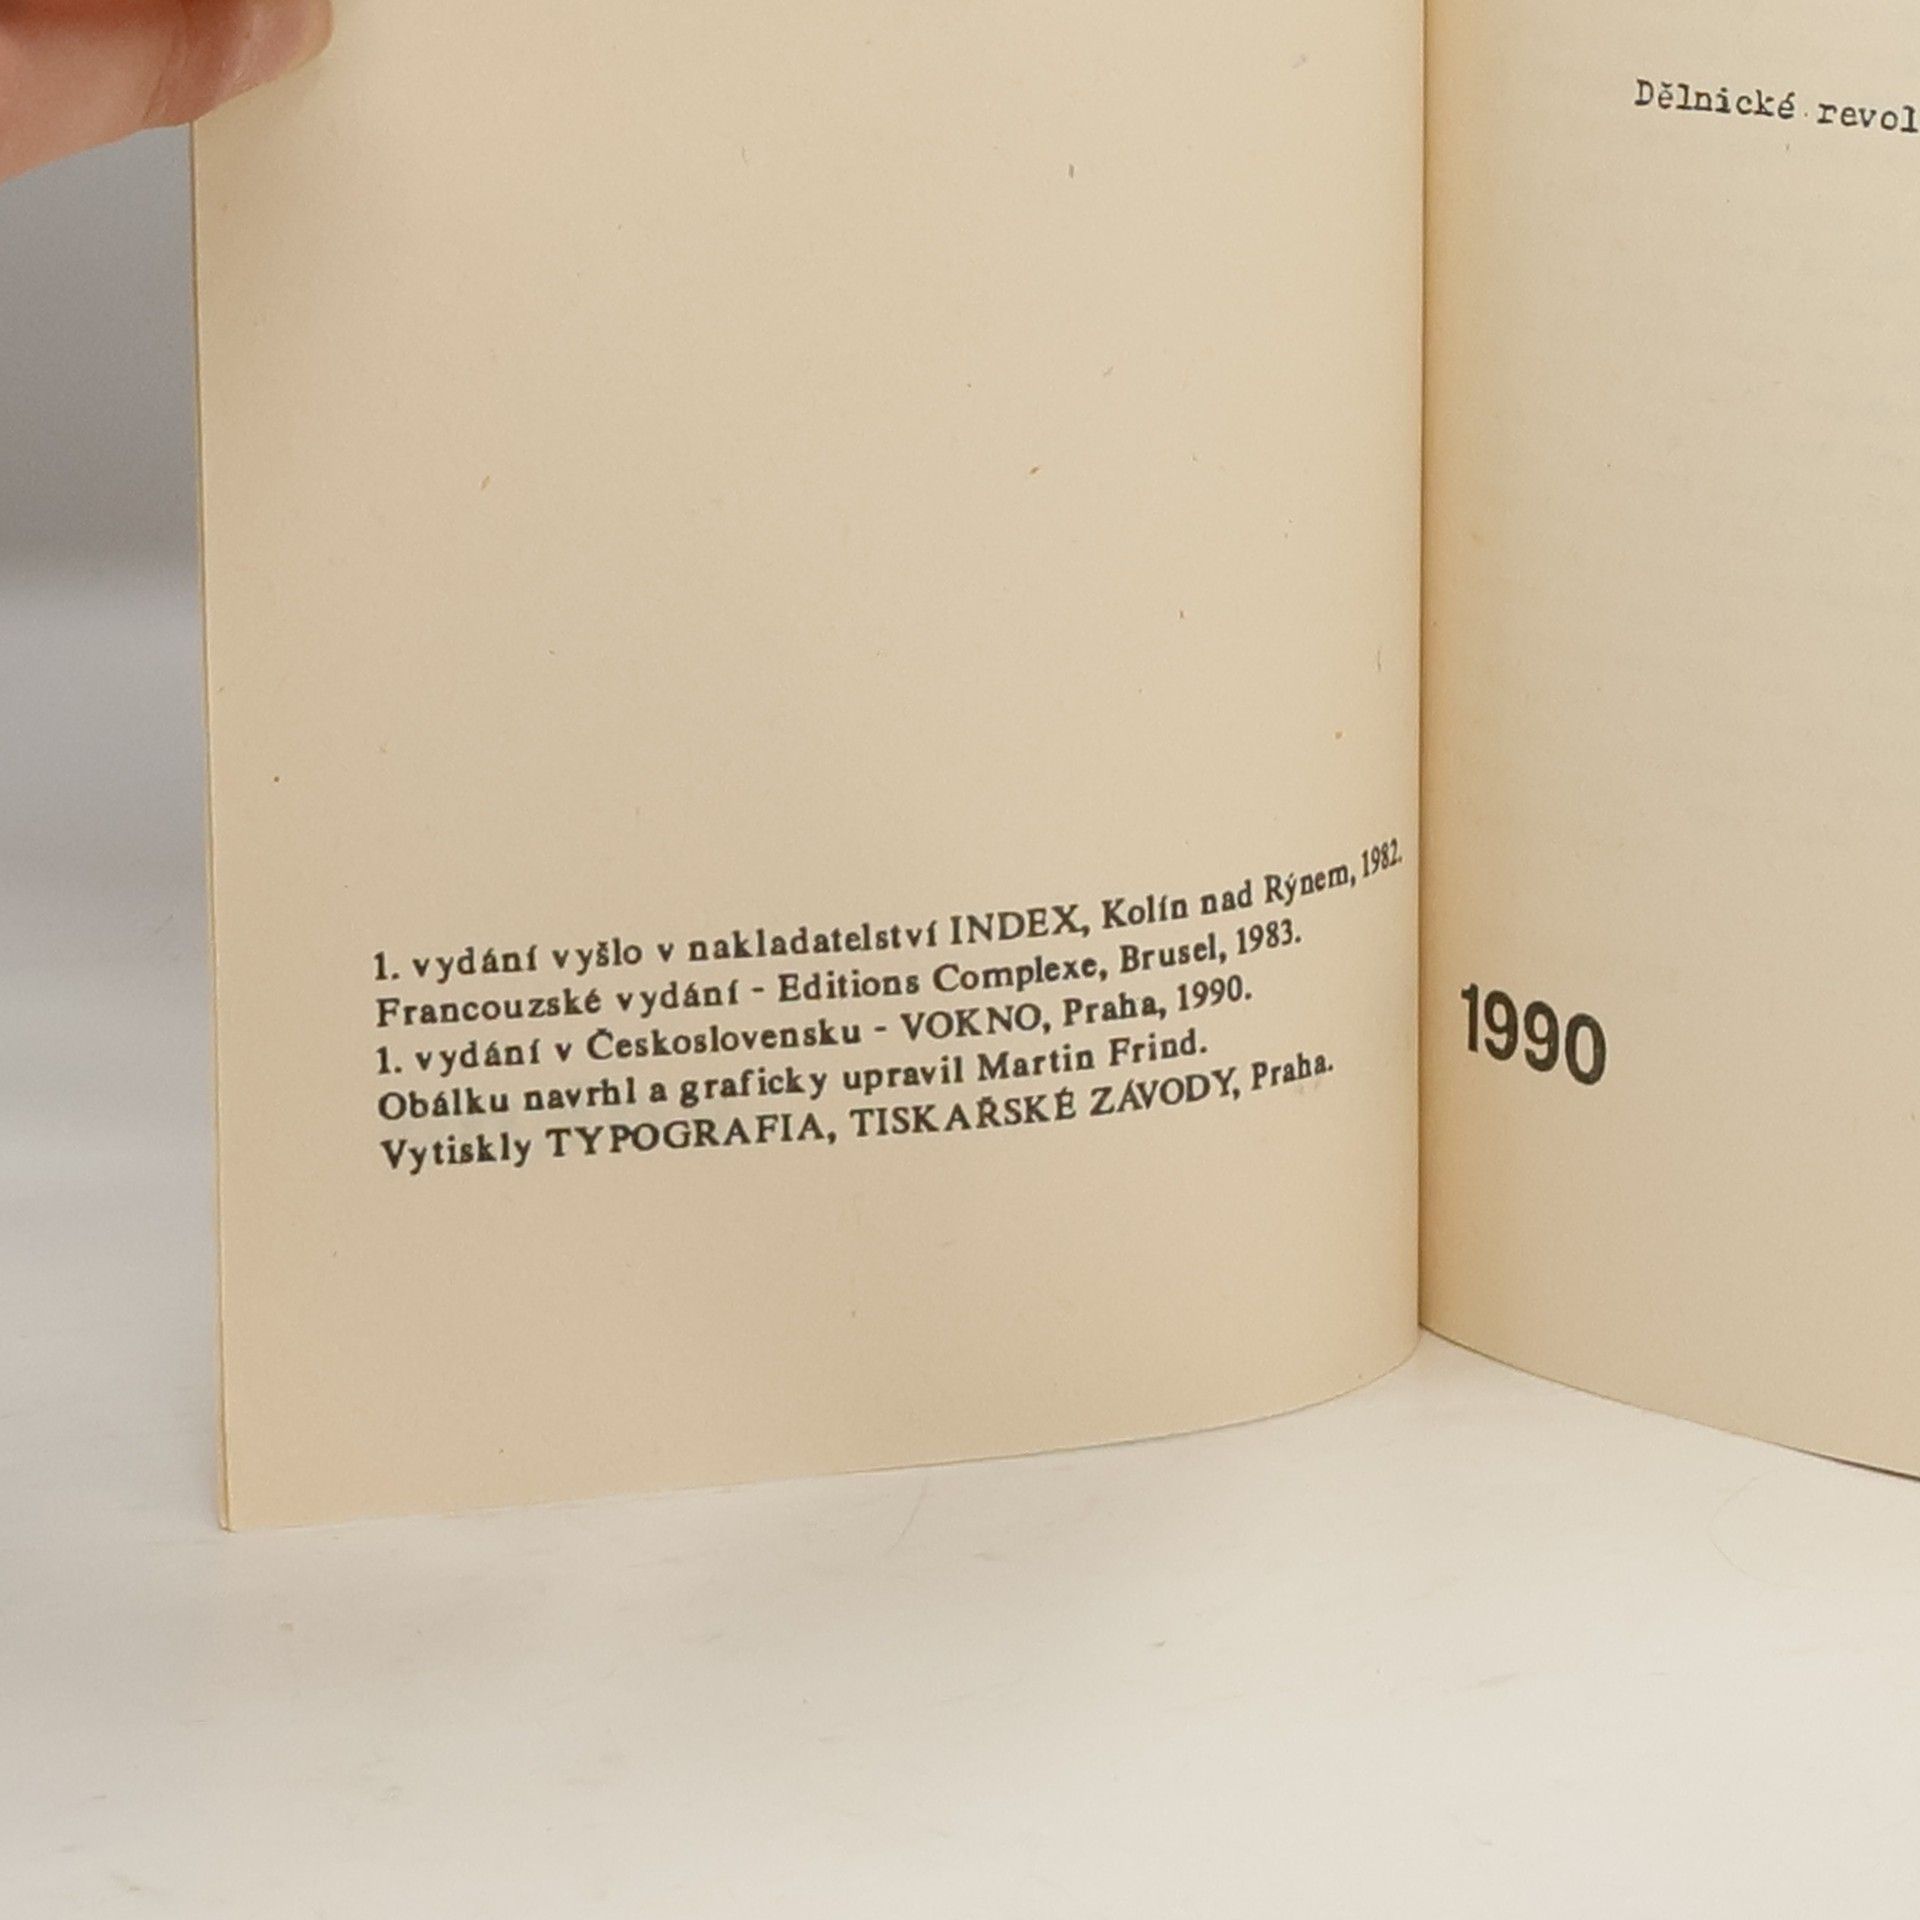 1. vydání vyšlo v nakladatelství INDEX, Kolín nad Rýnem, 1982.
Francouzské vydání - Editions Complexe, Brusel, 1983.
1. vydání v Československu - VOKNO, Praha, 1990.
Obálku navrhl a graficky upravil Martin Frind.
Vytiskly TYPOGRAFIA, TISKAŘSKÉ ZÁVODY, Praha.
Dělnické revol
1990